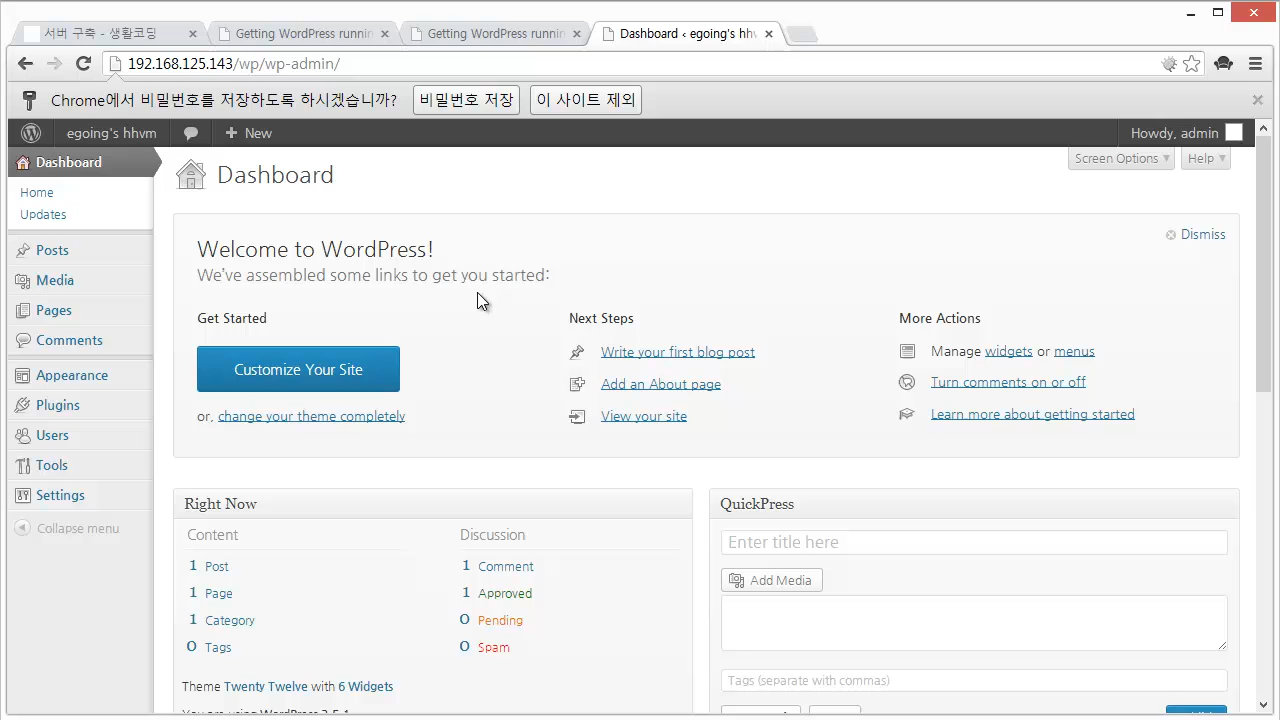 서버 구축 - 생활코딩
Getting WordPress runnin
Getting WordPress runnin
Dashboard ‹ egoing's hh
192.168.125.143/wp/wp-admin/
Chrome에서 비밀번호를 저장하도록 하시겠습니까?
비밀번호 저장
이 사이트 제외
egoing's hhvm
New
Howdy, admin
Dashboard
Home
Updates
Posts
Media
Pages
Comments
Appearance
Plugins
Users
Tools
Settings
Collapse menu
Dashboard
Screen Options
Help
Welcome to WordPress!
We've assembled some links to get you started:
Dismiss
Get Started
Customize Your Site
or, change your theme completely
Next Steps
Write your first blog post
Add an About page
View your site
More Actions
Manage widgets or menus
Turn comments on or off
Learn more about getting started
Right Now
Content
1 Post
1 Page
1 Category
0 Tags
Discussion
1 Comment
1 Approved
0 Pending
0 Spam
Theme Twenty Twelve with 6 Widgets
You are using WordPress 3.5.1
QuickPress
Enter title here
Add Media
Tags (separate with commas)